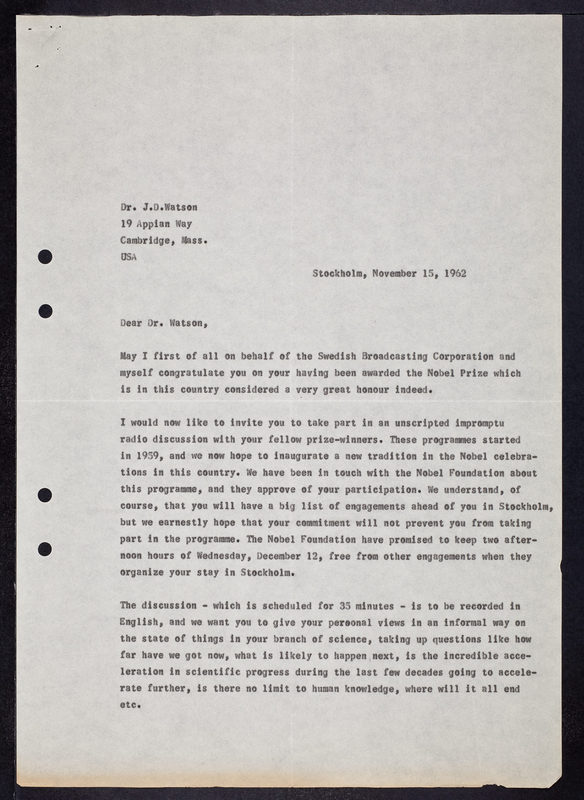 Dr. J.D.Watson
19 Appian Way
Cambridge, Mass.
USA
Stockholm, November 15, 1962
Dear Dr. Watson,
May I first of all on behalf of the Swedish Broadcasting Corporation and
myself congratulate you on your having been awarded the Nobel Prize which
is in this country considered a very great honour indeed.
I would now like to invite you to take part in an unscripted impromptu
radio discussion with your fellow prize-winners. These programmes started
in 1959, and we now hope to inaugurate a new tradition in the Nobel celebra-
tions in this country. We have been in touch with the Nobel Foundation about
this programme, and they approve of your participation. We understand, of
course, that you will have a big list of engagements ahead of you in Stockholm,
but we earnestly hope that your commitment will not prevent you from taking
part in the programme. The Nobel Foundation have promised to keep two after-
noon hours of Wednesday, December 12, free from other engagements when they
organize your stay in Stockholm.
The discussion - which is scheduled for 35 minutes - is to be recorded in
English, and we want you to give your personal views in an informal way on
the state of things in your branch of science, taking up questions like how
far have we got now, what is likely to happen next, is the incredible acce-
leration in scientific progress during the last few decades going to accele-
rate further, is there no limit to human knowledge, where will it all end
etc.